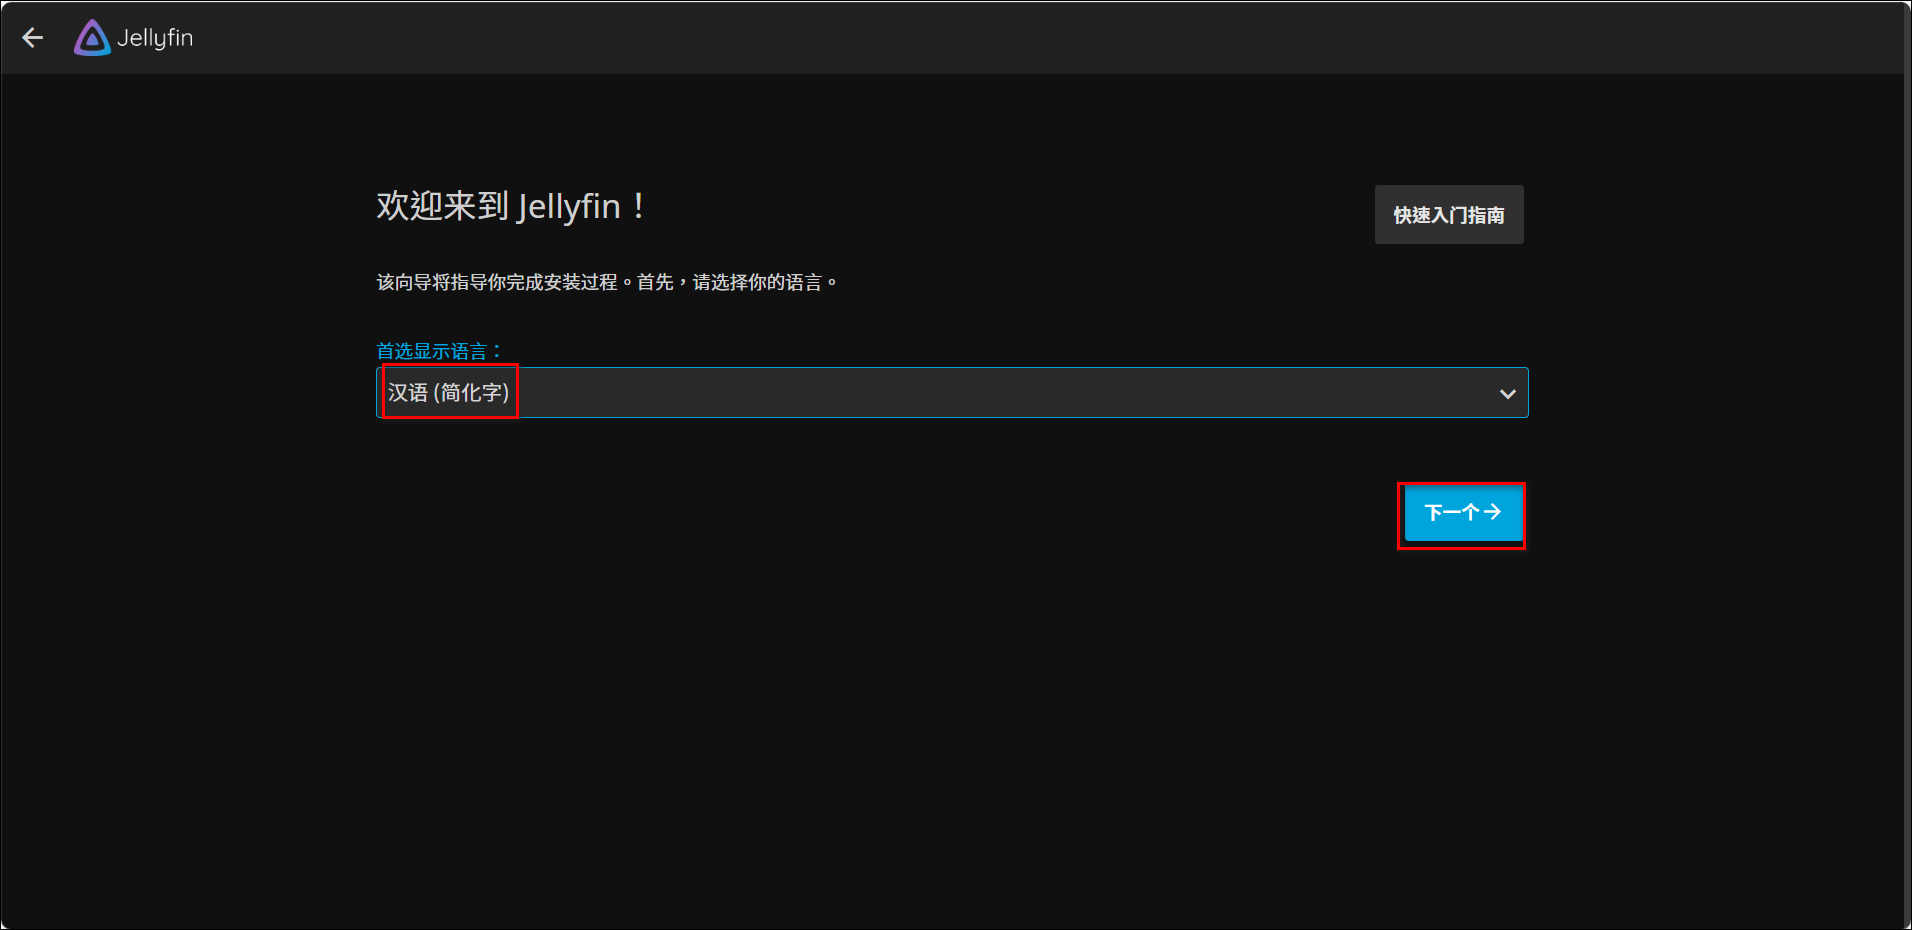 Jellyfin
欢迎来到 Jellyfin！
快速入门指南
该向导将指导你完成安装过程。首先，请选择你的语言。
首选显示语言：
汉语 (简化字)
下一个